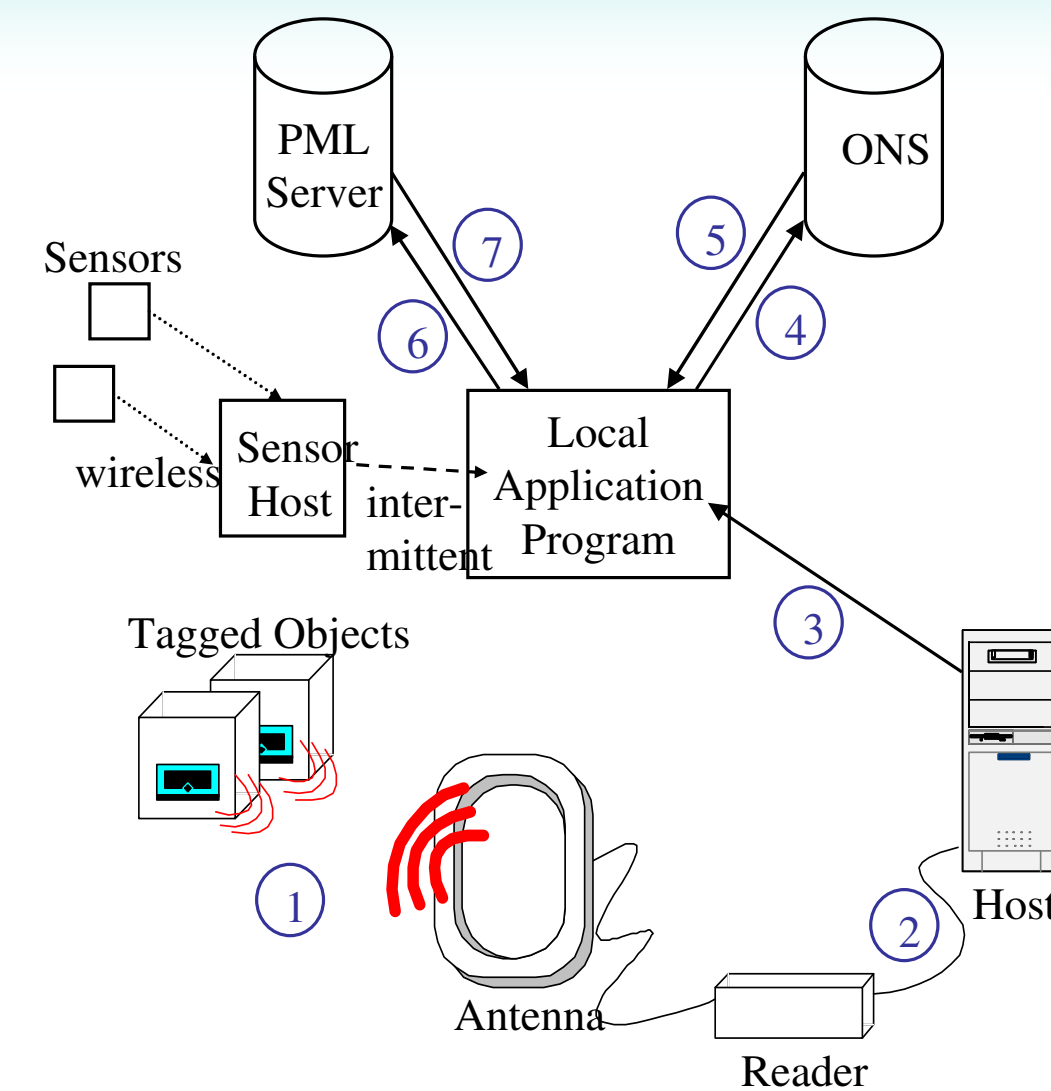 PML
Server
ONS
7
5
Sensors
6
4
Sensor
Host
wireless
inter-
mittent
Local
Application
Program
3
Tagged Objects
1
2
Host
Antenna
Reader